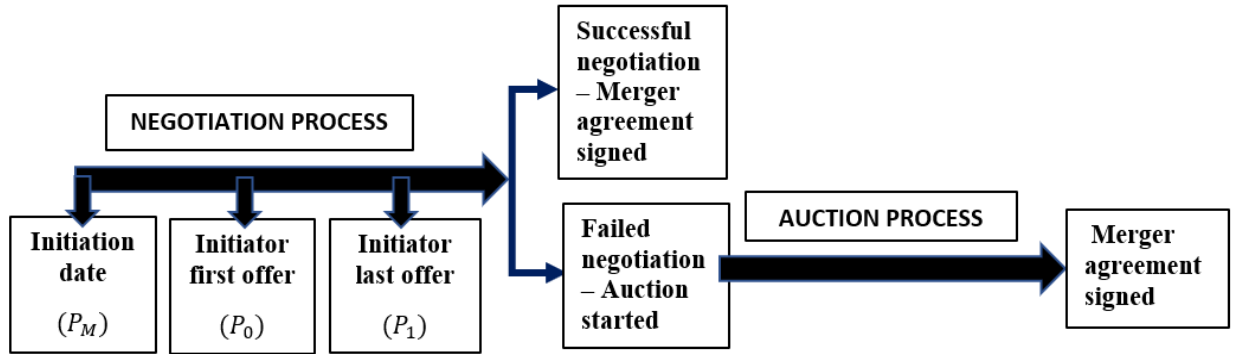 NEGOTIATION PROCESS
Initiation
date
(P_M)
Initiator
first offer
(P_0)
Initiator
last offer
(P_1)
Successful
negotiation
– Merger
agreement
signed
Failed
negotiation
– Auction
started
AUCTION PROCESS
Merger
agreement
signed